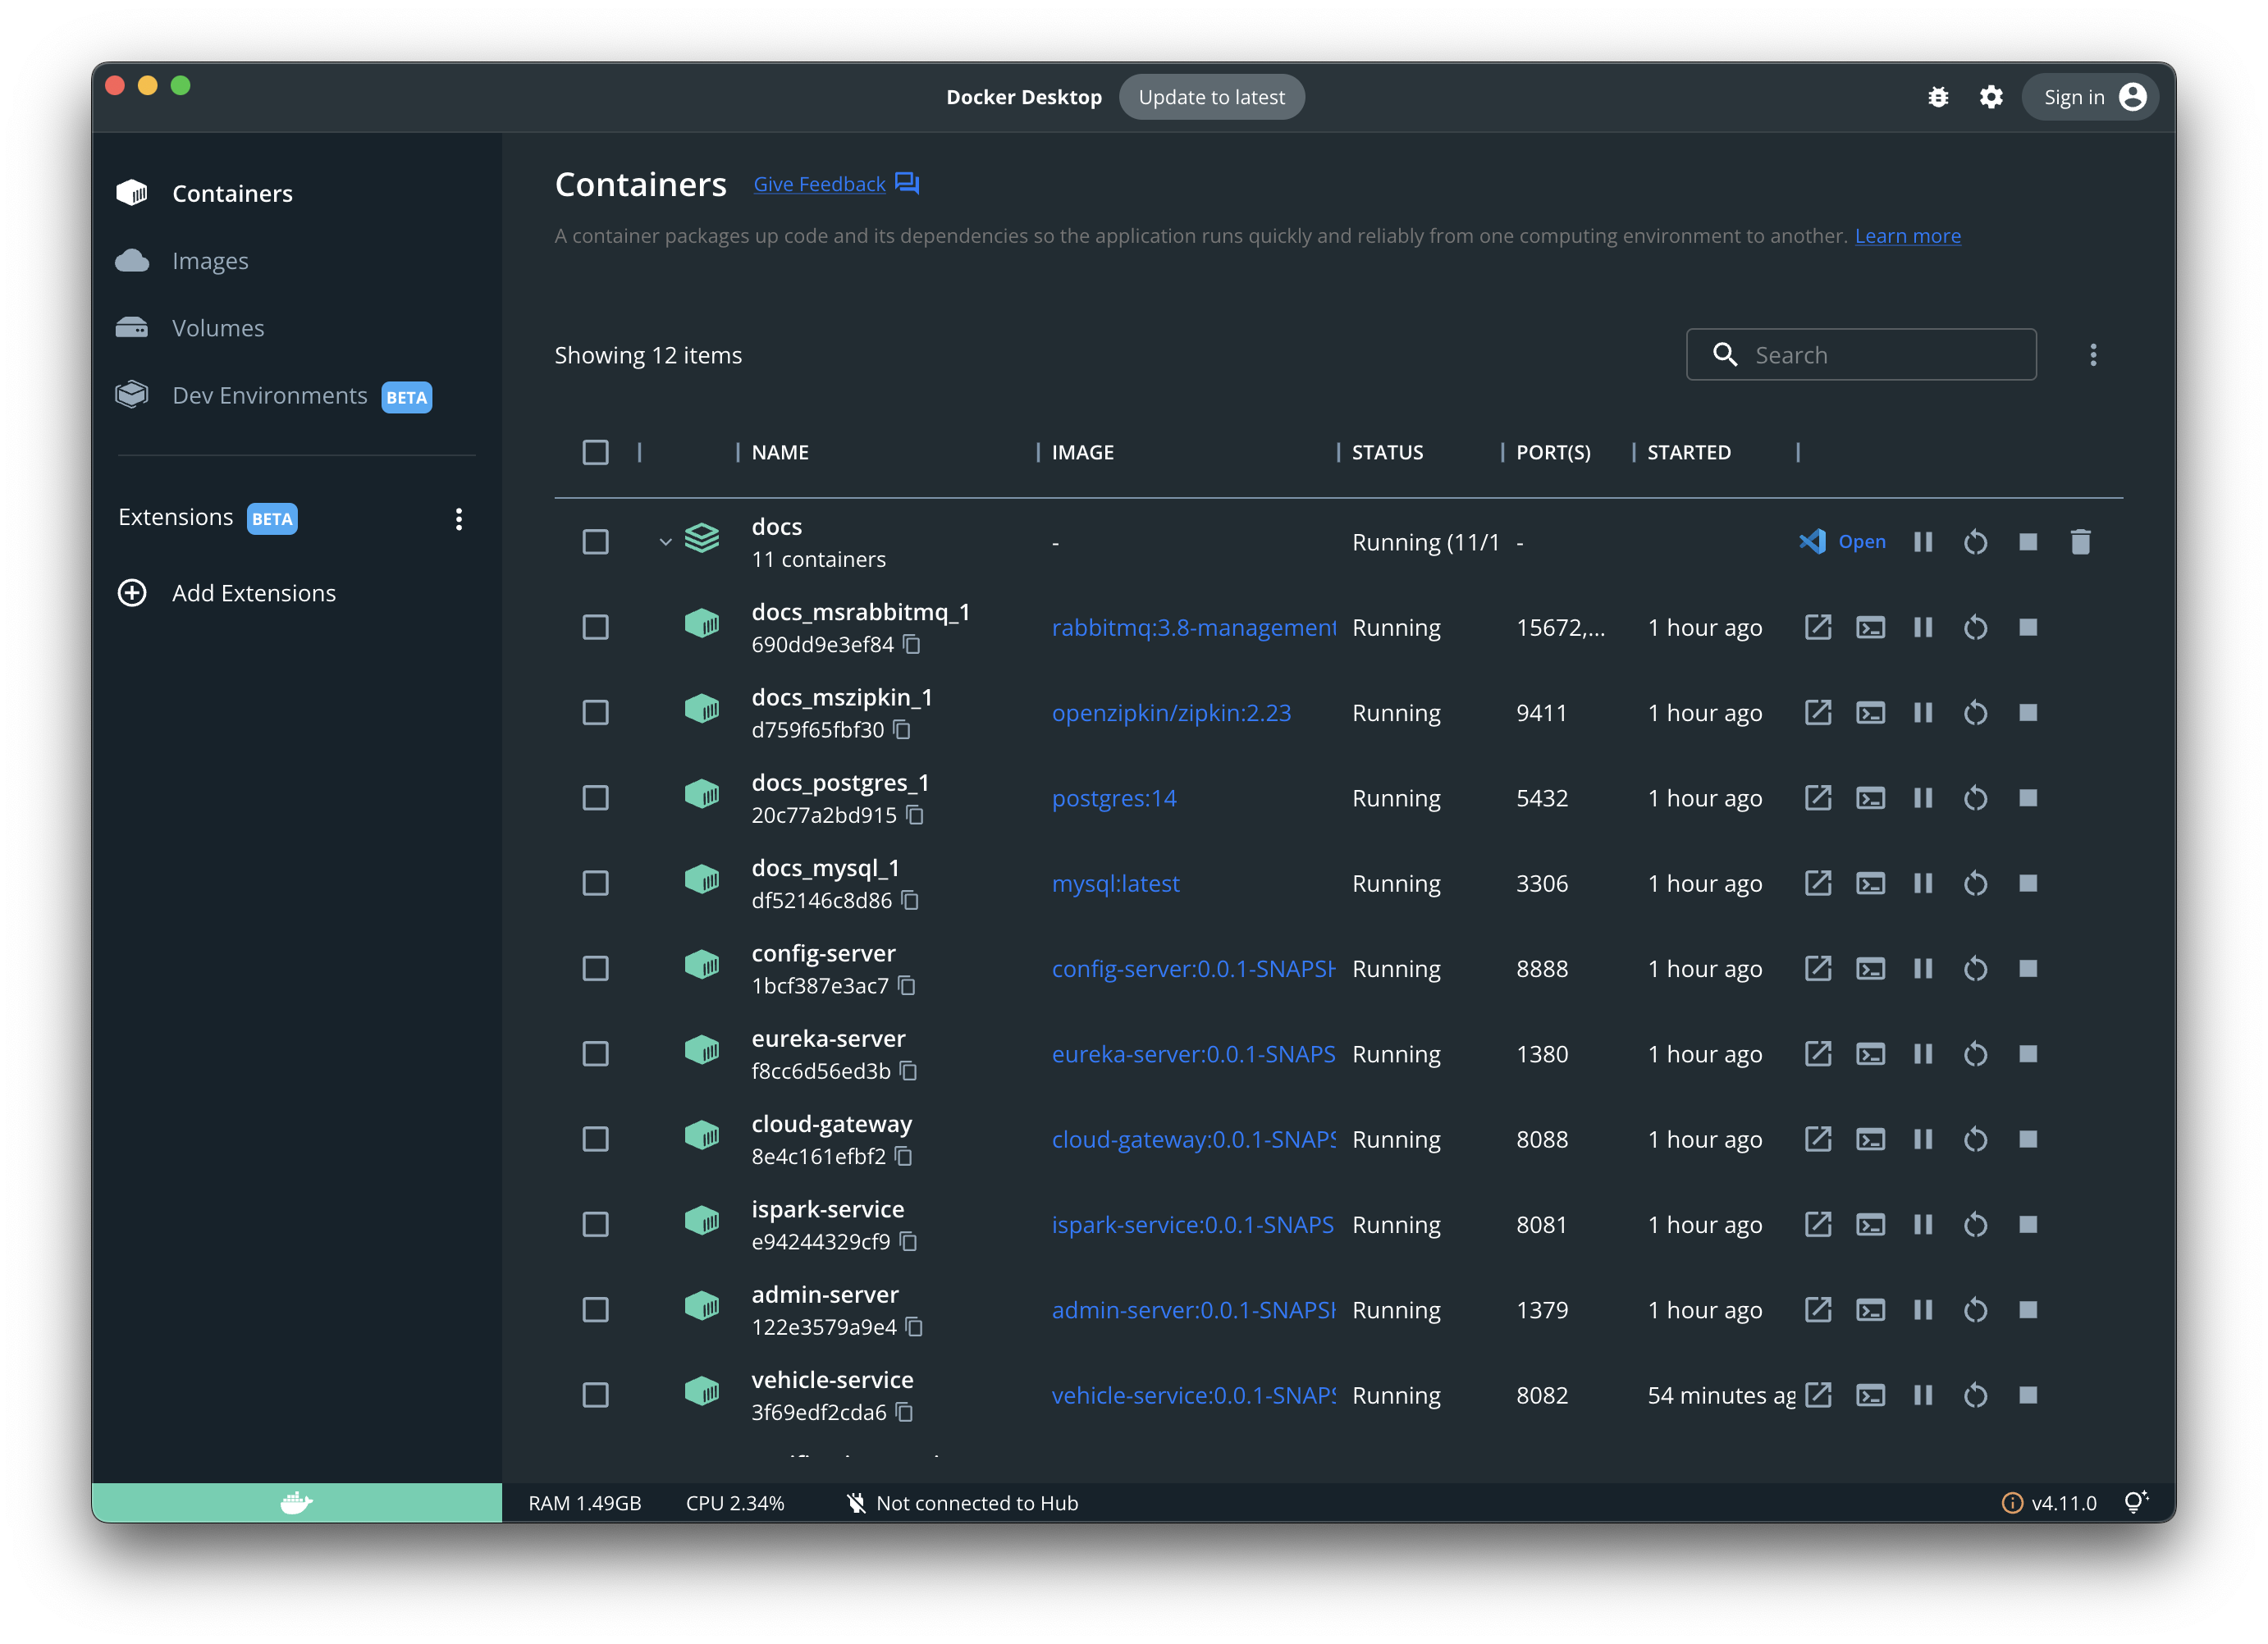 Docker Desktop Update to latest
Sign in
Containers
Images
Volumes
Dev Environments BETA
Extensions BETA
Add Extensions
Containers Give Feedback
A container packages up code and its dependencies so the application runs quickly and reliably from one computing environment to another. Learn more
Showing 12 items
Search
NAME IMAGE STATUS PORT(S) STARTED
docs
11 containers
- Running (11/1 - Open
docs_msrabbitmq_1
690dd9e3ef84
rabbitmq:3.8-management Running 15672,... 1 hour ago
docs_mszipkin_1
d759f65fbf30
openzipkin/zipkin:2.23 Running 9411 1 hour ago
docs_postgres_1
20c77a2bd915
postgres:14 Running 5432 1 hour ago
docs_mysql_1
df52146c8d86
mysql:latest Running 3306 1 hour ago
config-server
1bcf387e3ac7
config-server:0.0.1-SNAPSH Running 8888 1 hour ago
eureka-server
f8cc6d56ed3b
eureka-server:0.0.1-SNAPS Running 1380 1 hour ago
cloud-gateway
8e4c161efbf2
cloud-gateway:0.0.1-SNAPS Running 8088 1 hour ago
ispark-service
e94244329cf9
ispark-service:0.0.1-SNAPS Running 8081 1 hour ago
admin-server
122e3579a9e4
admin-server:0.0.1-SNAPSH Running 1379 1 hour ago
vehicle-service
3f69edf2cda6
vehicle-service:0.0.1-SNAPS Running 8082 54 minutes ag
RAM 1.49GB CPU 2.34% Not connected to Hub
v4.11.0